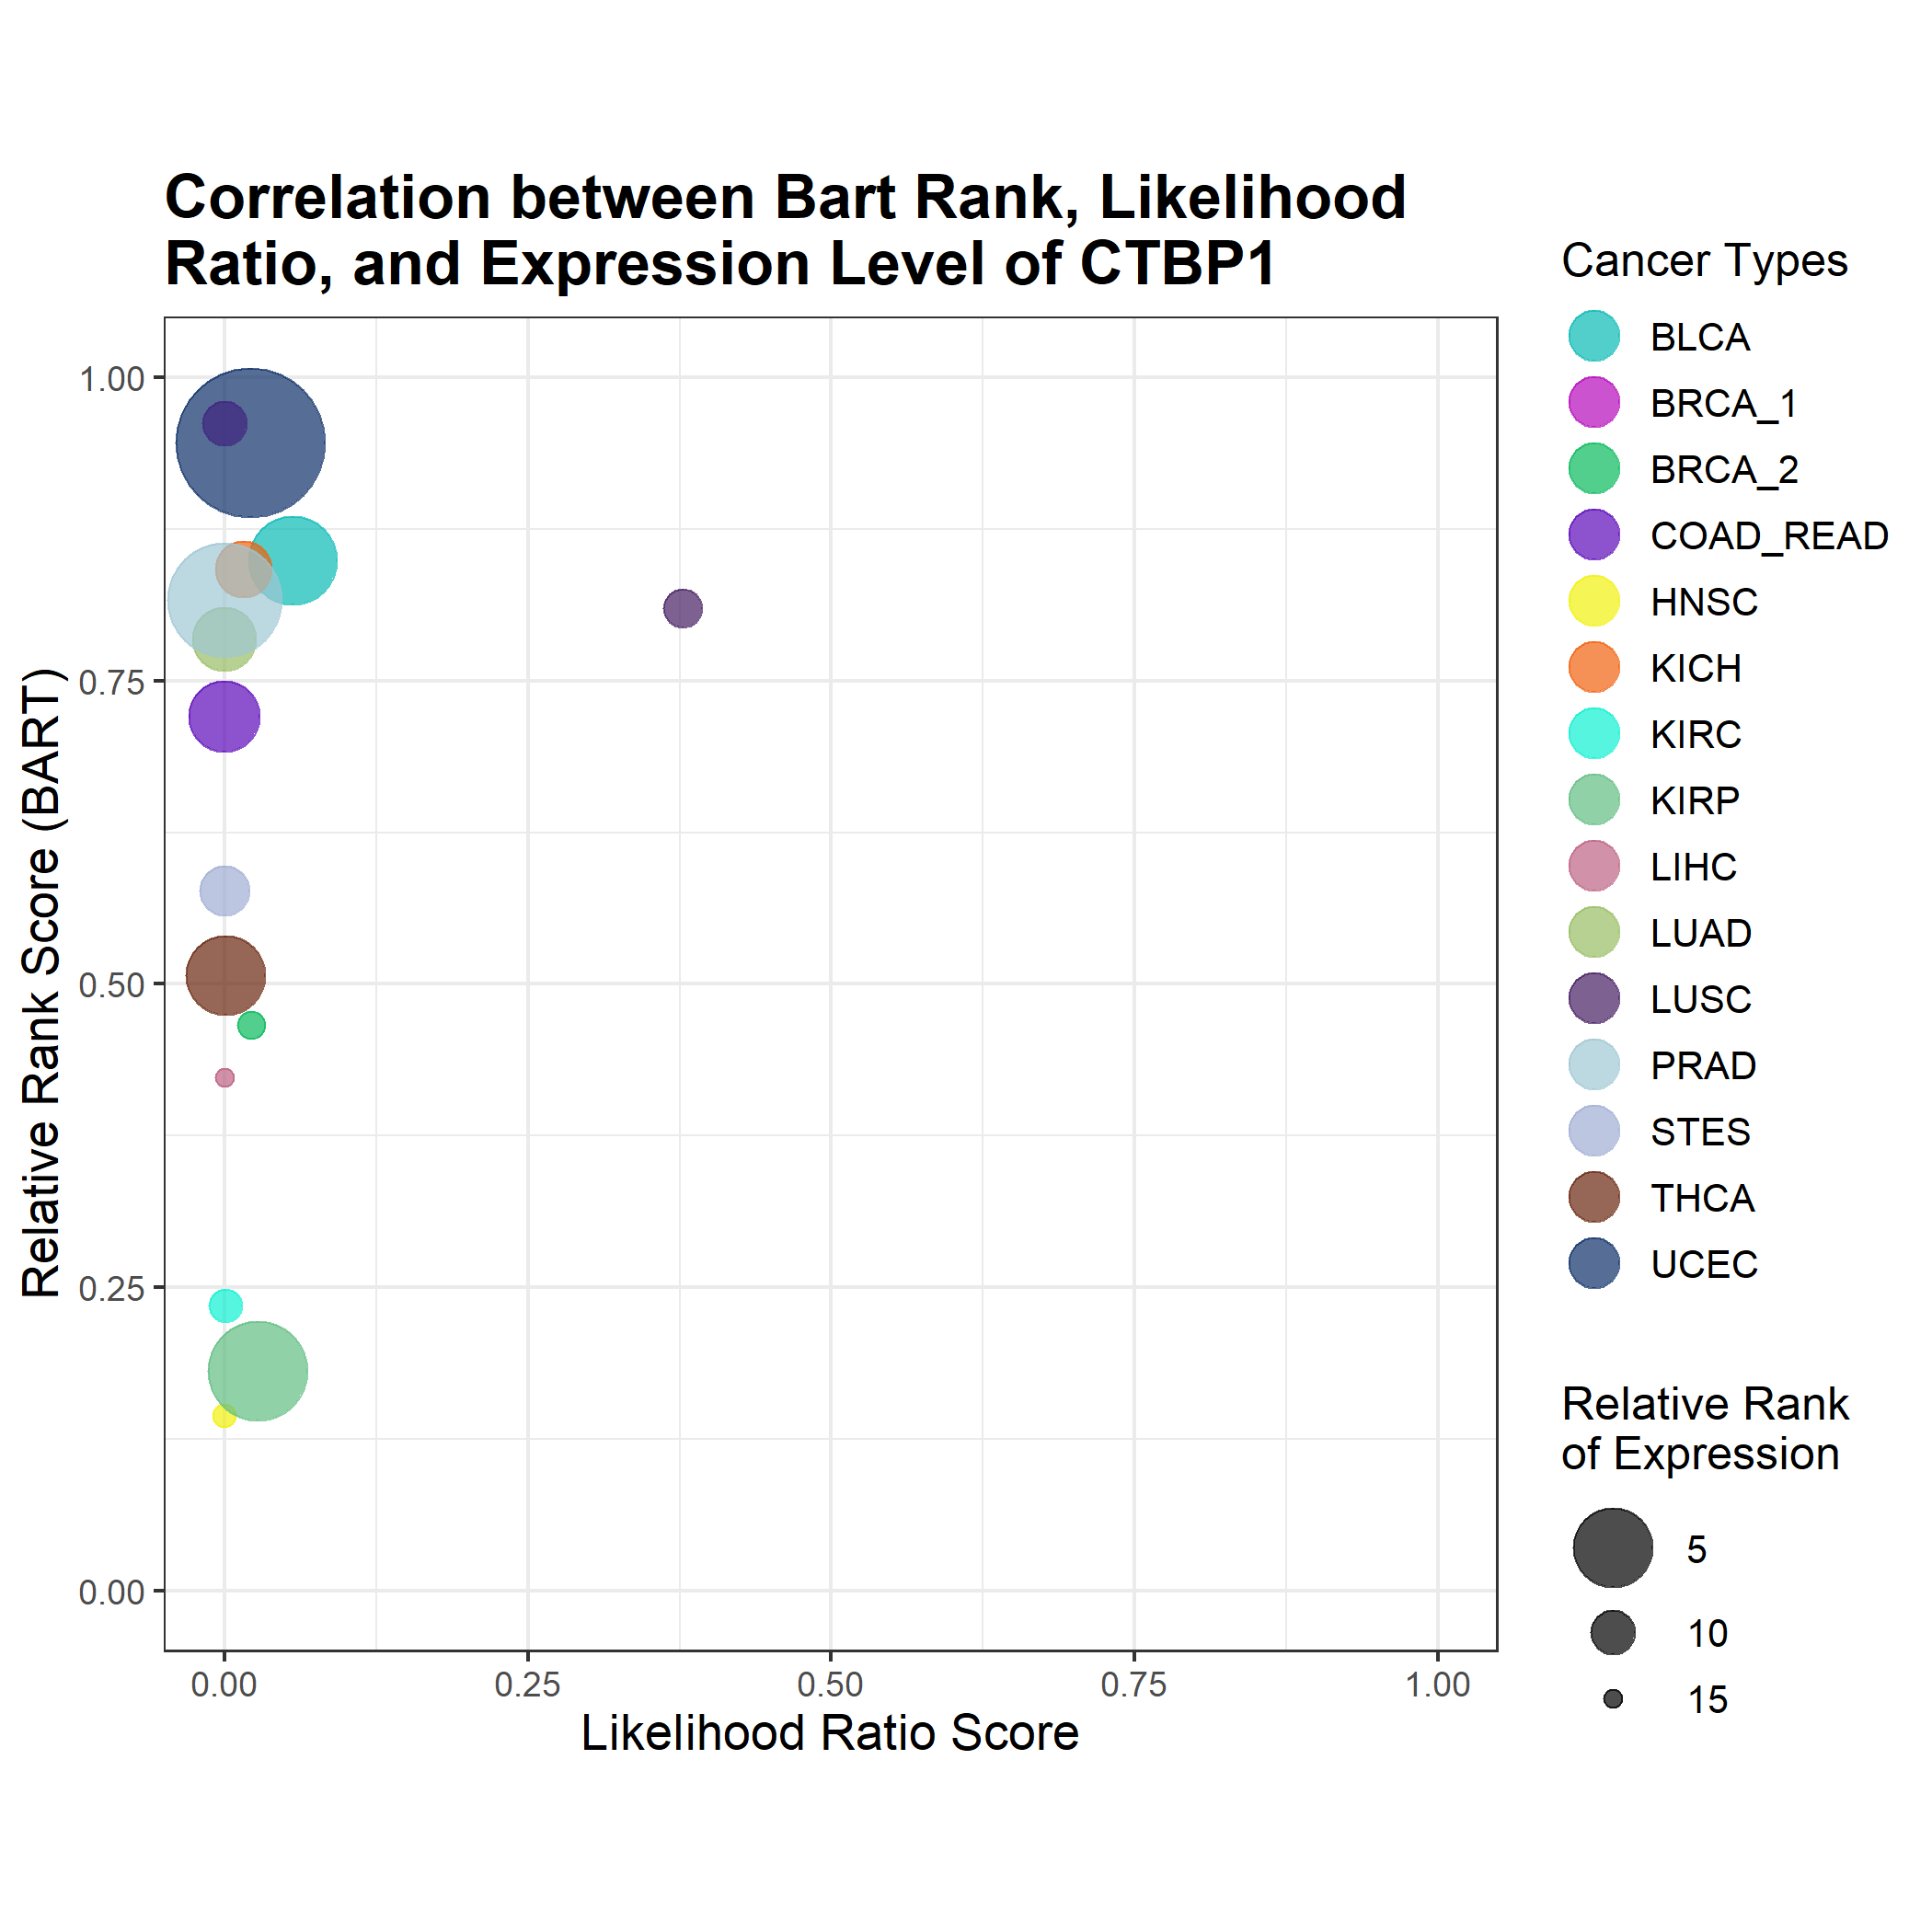 Correlation between Bart Rank, Likelihood
Ratio, and Expression Level of CTBP1
Relative Rank Score (BART)
1.00
0.75
0.50
0.25
0.00
0.00
0.25
0.50
0.75
1.00
Likelihood Ratio Score
Cancer Types
BLCA
BRCA_1
BRCA_2
COAD_READ
HNSC
KICH
KIRC
KIRP
LIHC
LUAD
LUSC
PRAD
STES
THCA
UCEC
Relative Rank
of Expression
5
10
15